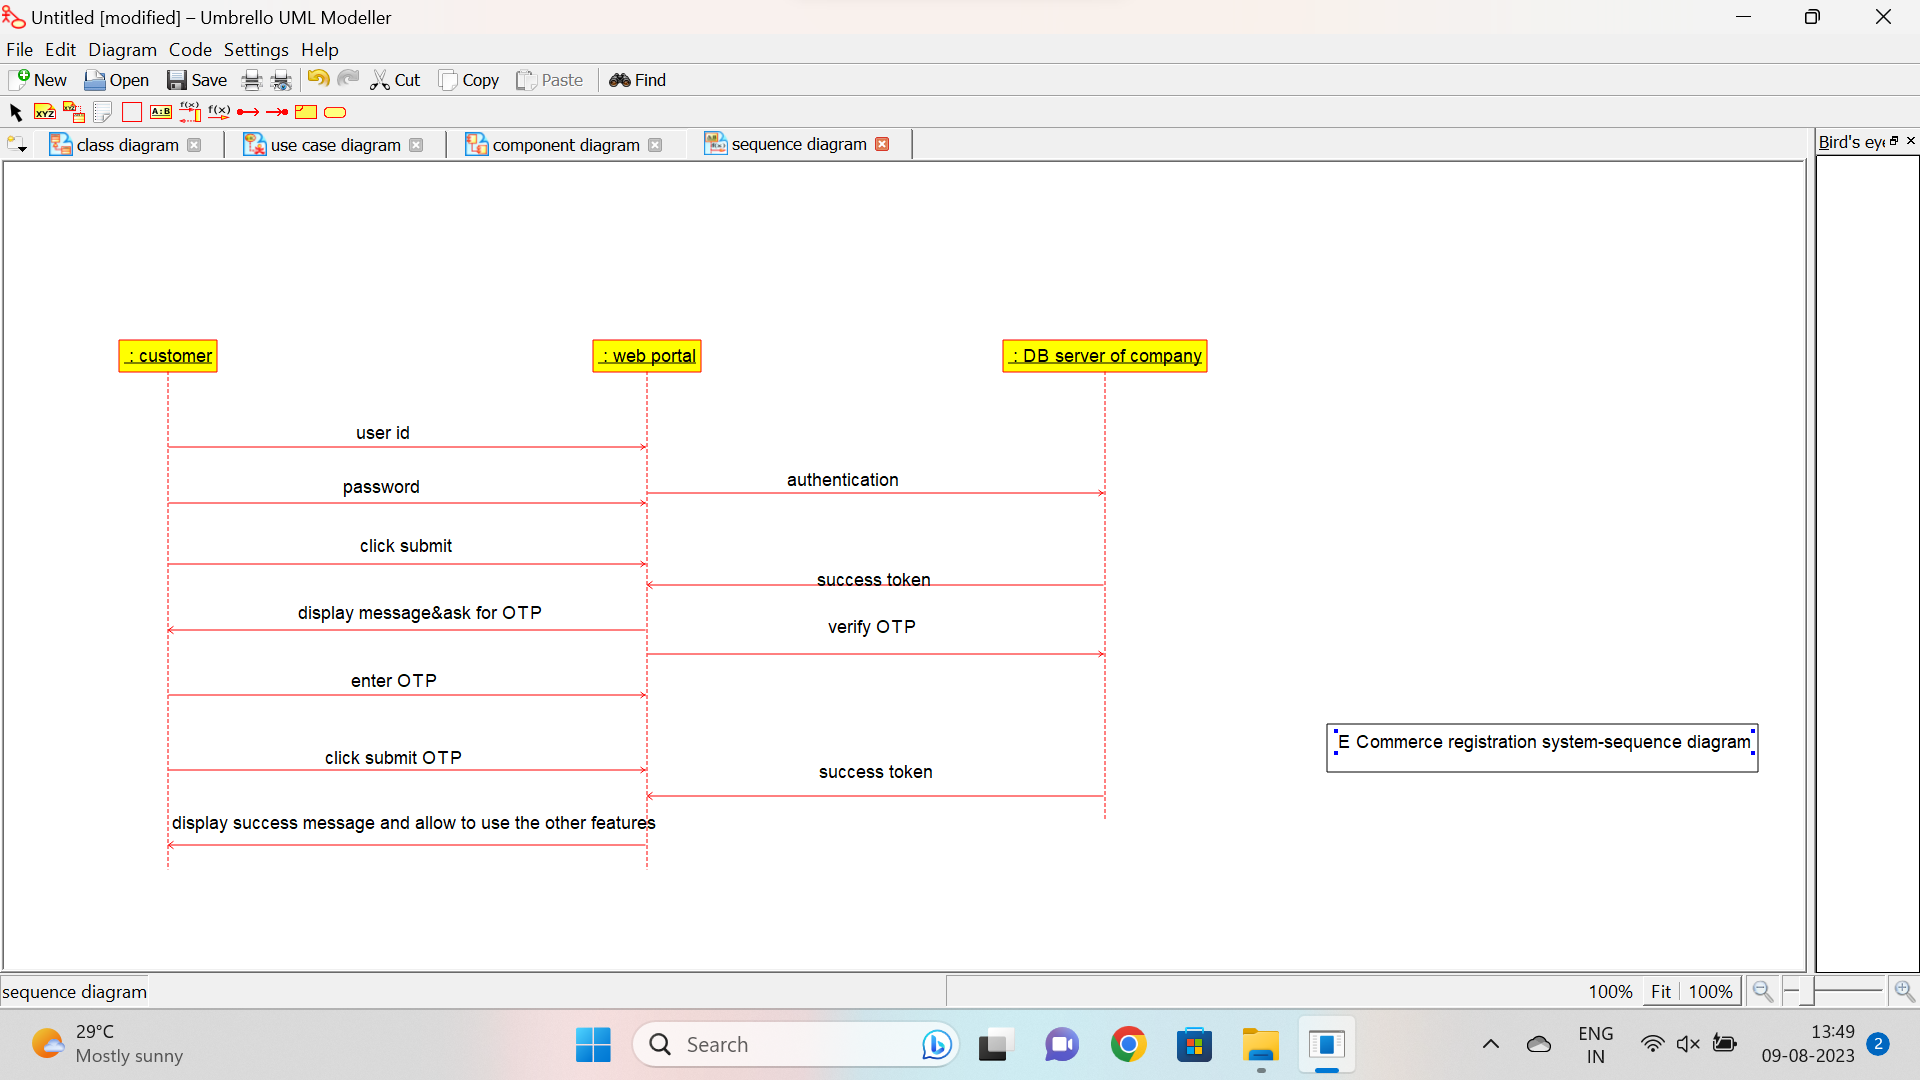 Untitled [modified] – Umbrello UML Modeller
File Edit Diagram Code Settings Help
New Open Save Cut Copy Paste Find
XYZ XYZ A:B f(x) f(x)
class diagram use case diagram component diagram sequence diagram
Bird's eye
: customer : web portal : DB server of company
user id
authentication
password
click submit
success token
display message&ask for OTP
verify OTP
enter OTP
E Commerce registration system-sequence diagram
click submit OTP
success token
display success message and allow to use the other features
sequence diagram
100% Fit 100%
29°C
Mostly sunny
Search
ENG
IN
13:49
09-08-2023
2